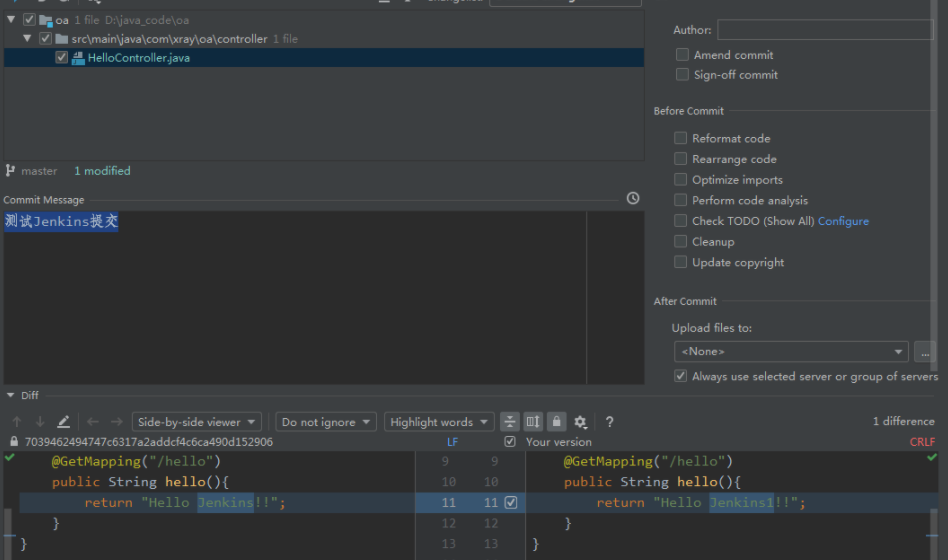 oa 1 file D:\java_code\oa
src\main\java\com\xray\oa\controller 1 file
HelloController.java
master 1 modified
Commit Message
测试Jenkins提交
Author:
Amend commit
Sign-off commit
Before Commit
Reformat code
Rearrange code
Optimize imports
Perform code analysis
Check TODO (Show All) Configure
Cleanup
Update copyright
After Commit
Upload files to:
<None>
...
Always use selected server or group of servers
Diff
Side-by-side viewer Do not ignore Highlight words ? 1 difference
7039462494747c6317a2addcf4c6ca490d152906 LF Your version CRLF
@GetMapping("/hello") 9 9 @GetMapping("/hello")
public String hello(){ 10 10 public String hello(){
return "Hello Jenkins!!"; 11 11 return "Hello Jenkins1!!";
} 12 12 }
} 13 13 }